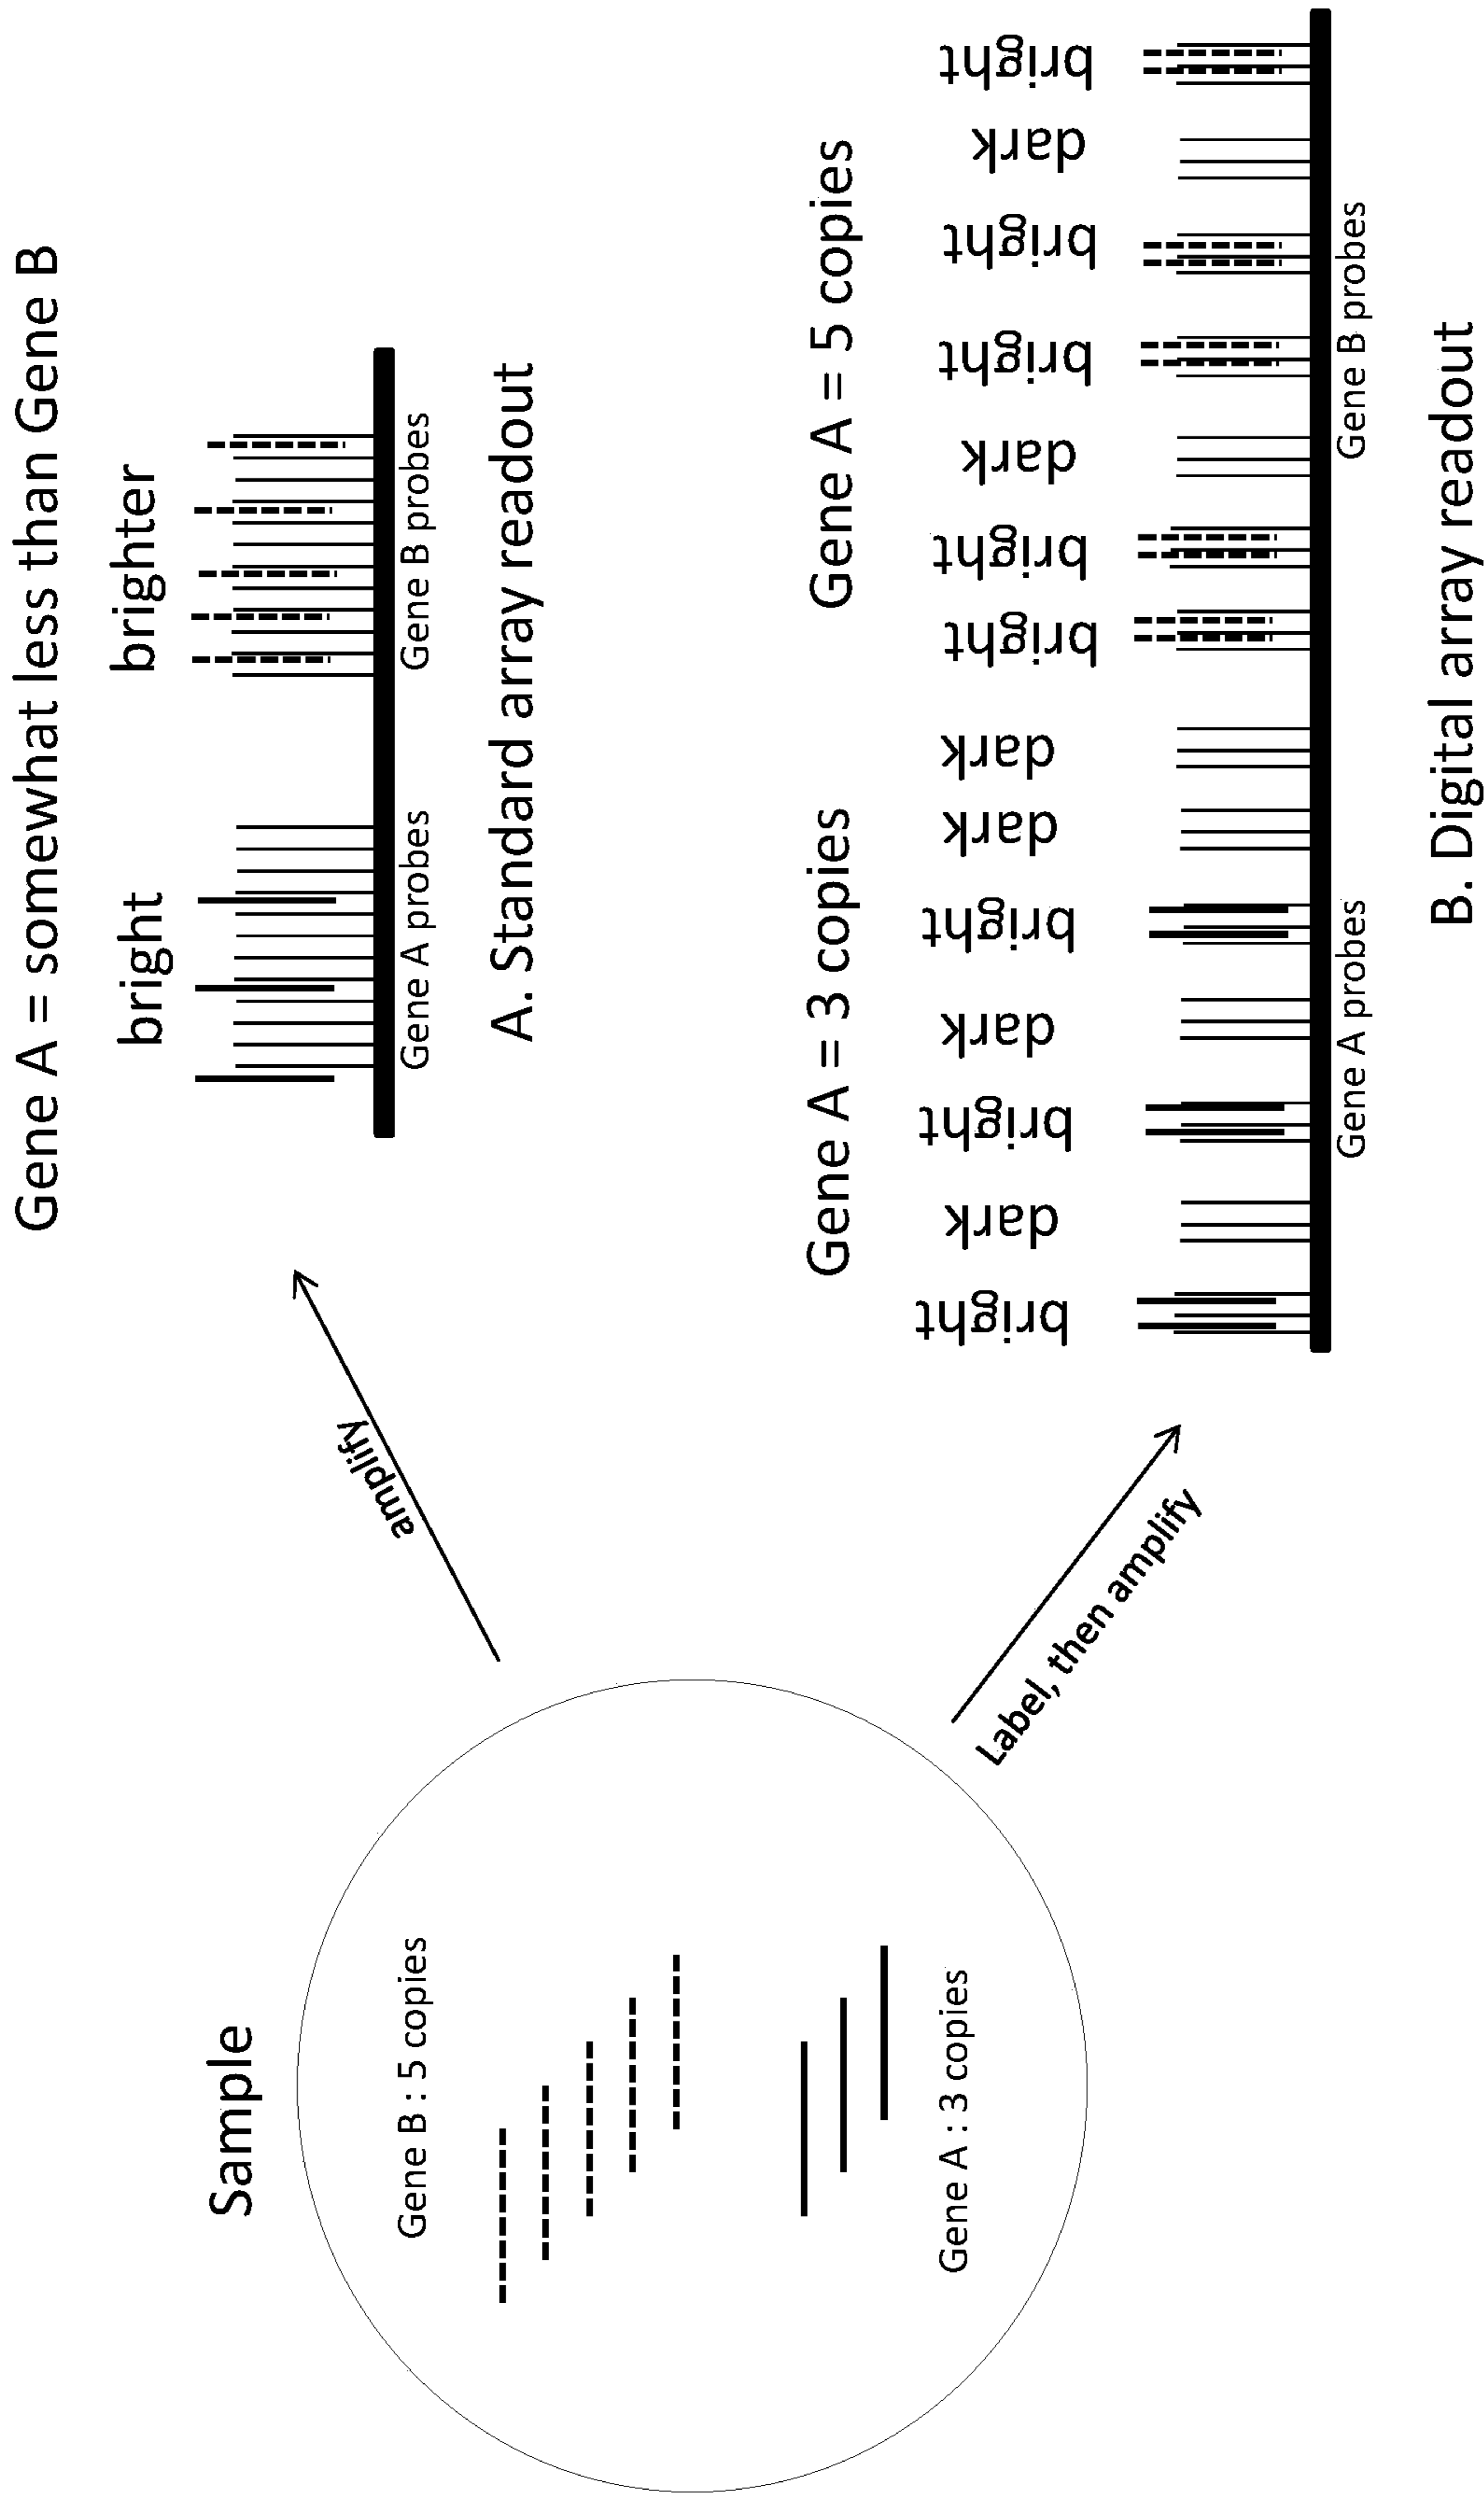 Sample
Gene B : 5 copies
Gene A : 3 copies
amplify
Label, then amplify
Gene A = somewhat less than Gene B
bright
brighter
Gene A probes
Gene B probes
A. Standard array readout
Gene A = 3 copies
Gene A = 5 copies
bright
dark
bright
dark
bright
dark
dark
bright
bright
dark
bright
bright
dark
bright
Gene A probes
Gene B probes
B. Digital array readout